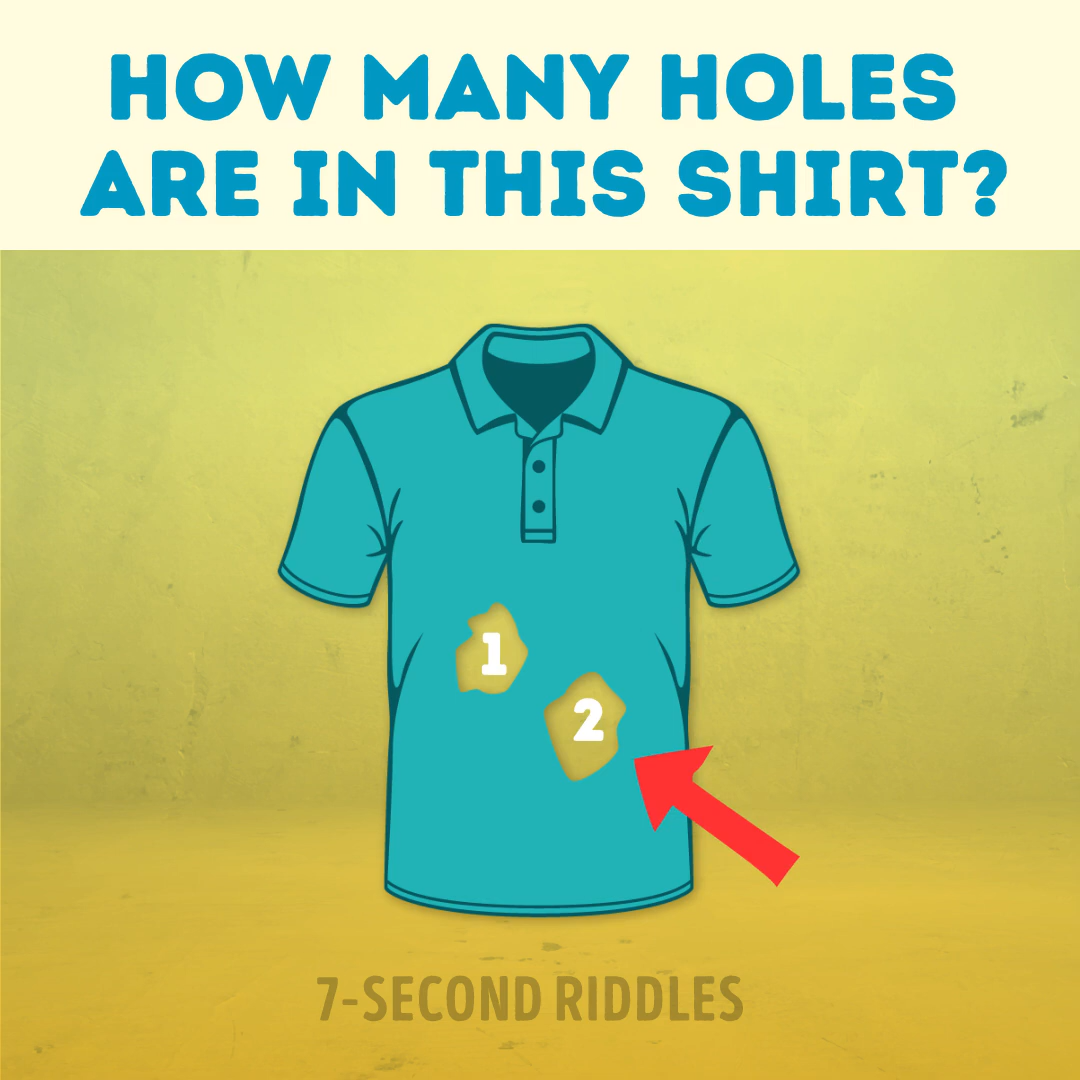 HOW MANY HOLES
ARE IN THIS SHIRT?
1
2
7-SECOND RIDDLES